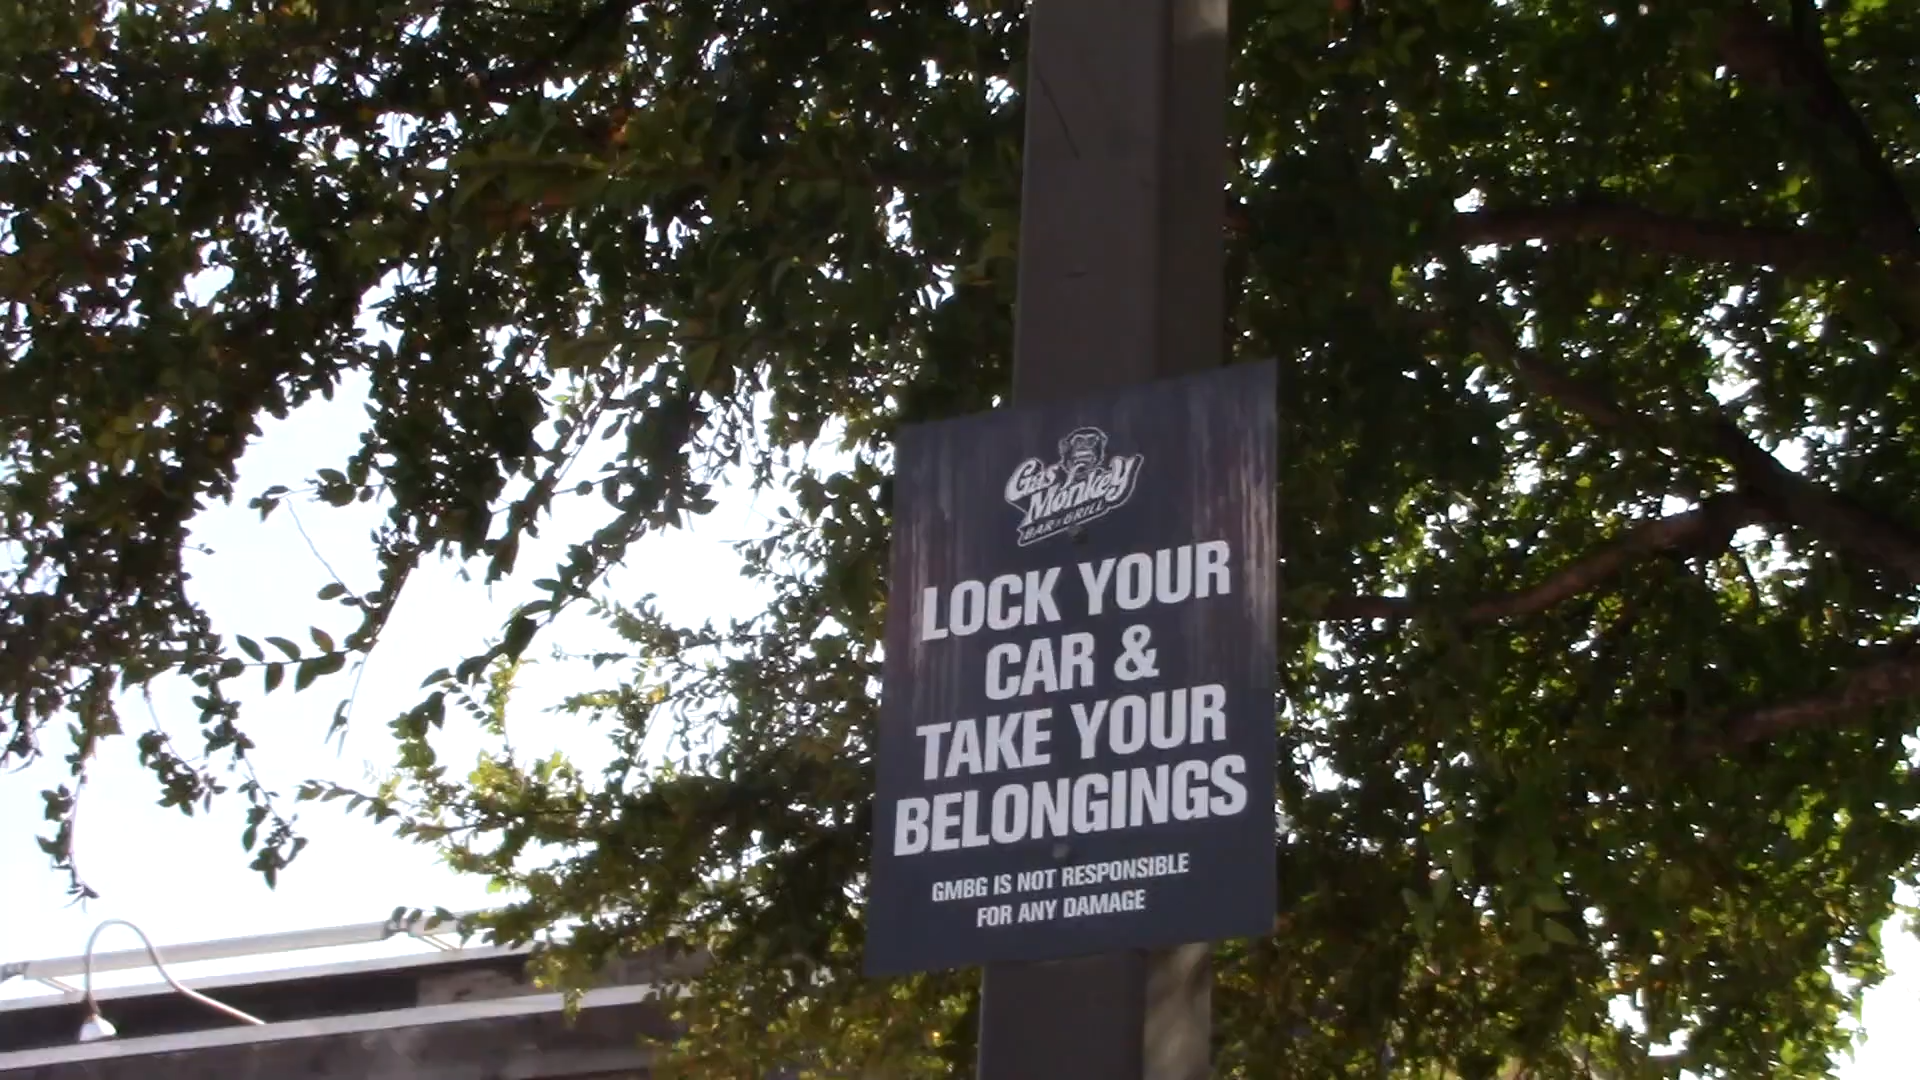 Gas
Monkey
BAR & GRILL
LOCK YOUR
CAR &
TAKE YOUR
BELONGINGS
GMBG IS NOT RESPONSIBLE
FOR ANY DAMAGE